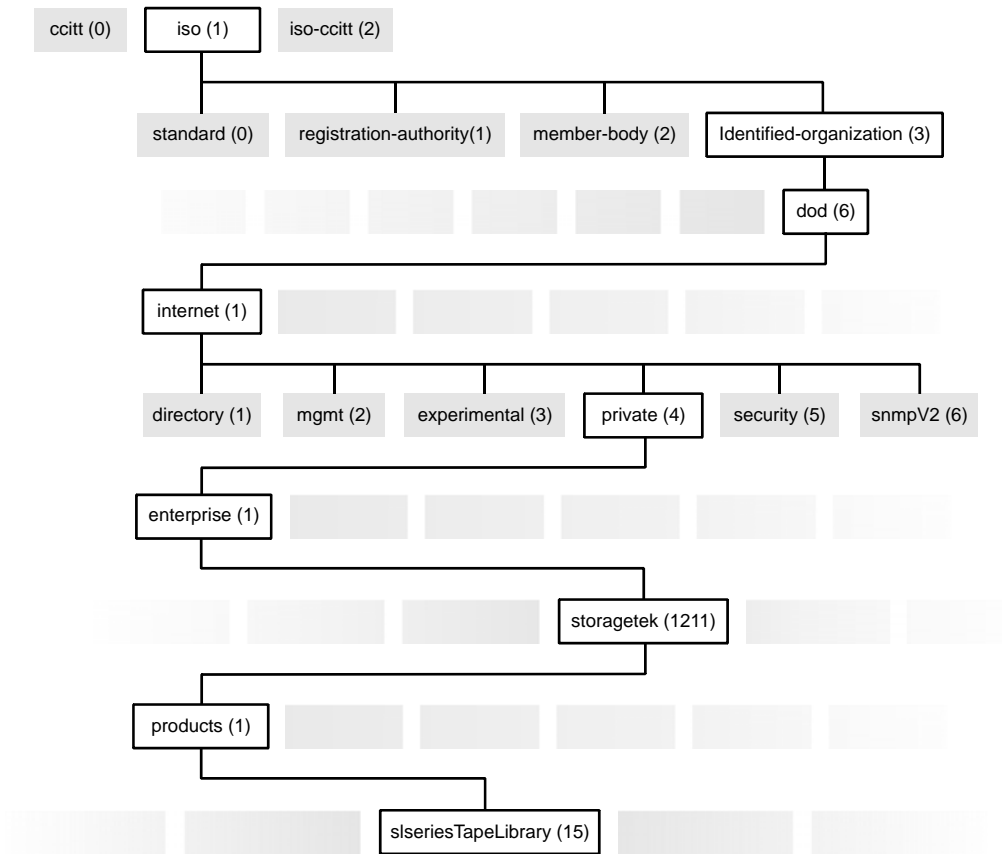 ccitt (0)
iso (1)
iso-ccitt (2)
standard (0)
registration-authority(1)
member-body (2)
Identified-organization (3)
dod (6)
internet (1)
directory (1)
mgmt (2)
experimental (3)
private (4)
security (5)
snmpV2 (6)
enterprise (1)
storagetek (1211)
products (1)
slseriesTapeLibrary (15)